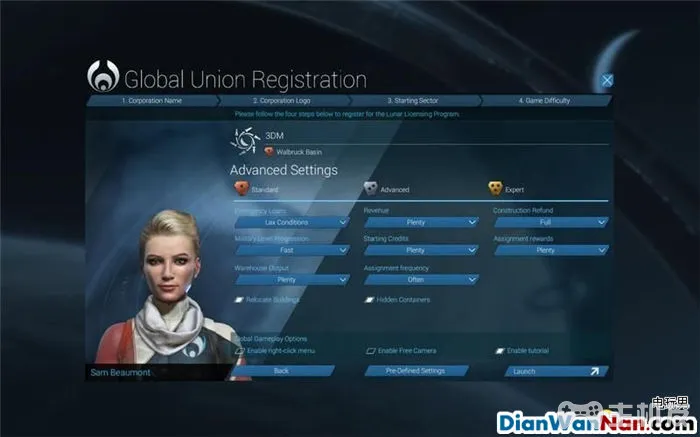 Global Union Registration
1. Corporation Name
2. Corporation Logo
3. Starting Sector
4. Game Difficulty
Please follow the four steps below to register for the Lunar Licensing Program.
3DM
Walbruck Basin
Advanced Settings
Standard
Advanced
Expert
Emergency Loans
Revenue
Construction Refund
Lax Conditions
Plenty
Full
Military Level Progression
Starting Credits
Assignment rewards
Fast
Plenty
Plenty
Warehouse Output
Assignment frequency
Plenty
Often
Relocate Buildings
Hidden Containers
Global Gameplay Options
Enable right-click menu
Enable Free Camera
Enable tutorial
Sam Beaumont
Back
Pre-Defined Settings
Launch
电玩男
DianWanNan.com